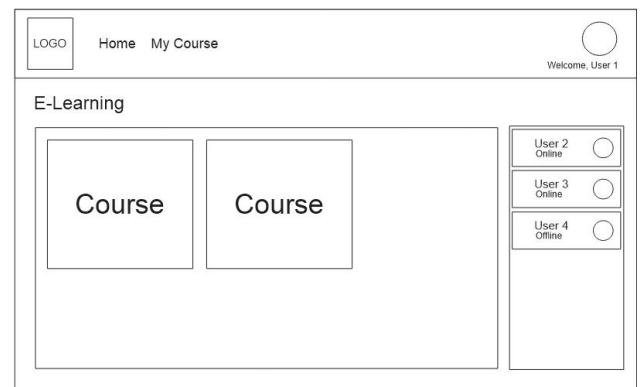 LOGO
Home My Course
Welcome, User 1
E-Learning
Course
Course
User 2
Online
User 3
Online
User 4
Offline